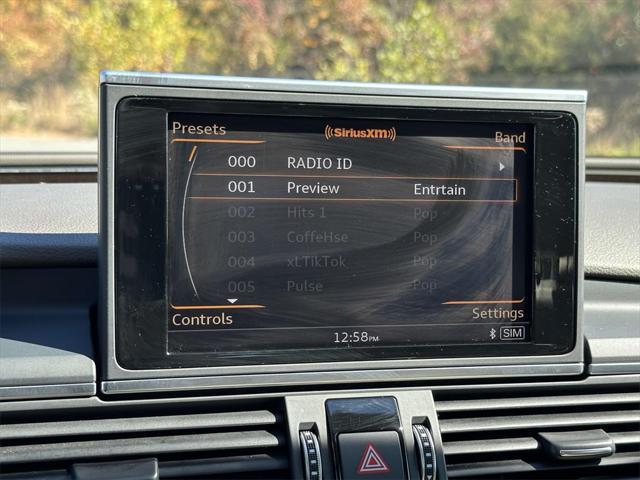 Presets SiriusXM Band
000 RADIO ID
001 Preview Entrtain
002 Hits 1 Pop
003 CoffeHse Pop
004 xLTikTok Pop
005 Pulse Pop
Controls Settings
12:58PM SIM